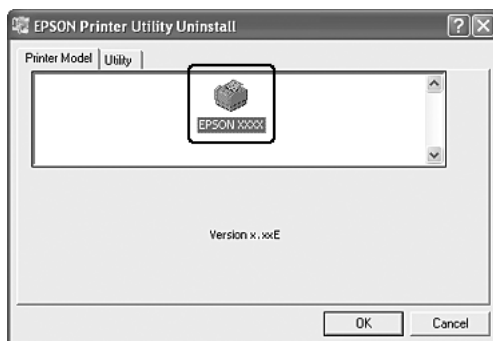 EPSON Printer Utility Uninstall
Printer Model Utility
EPSON XXXX
Version x.xxE
OK Cancel